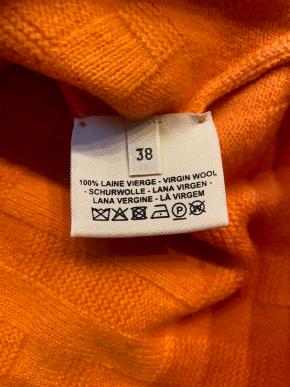 38
100% LAINE VIERGE - VIRGIN WOOL
- SCHURWOLLE - LANA VIRGEN -
LANA VERGINE - LÃ VIRGEM
P